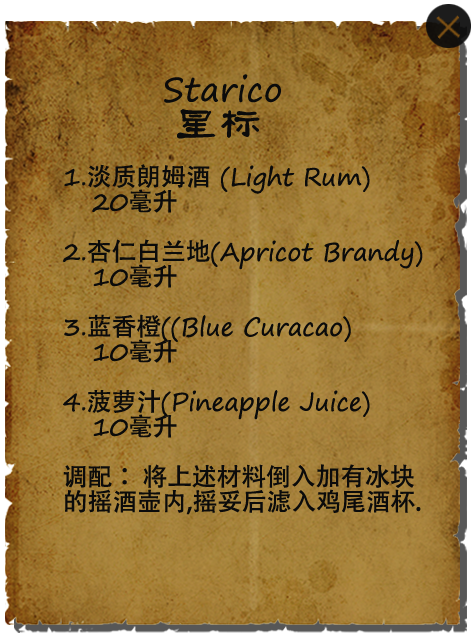 Starico
星标
1.淡质朗姆酒 (Light Rum)
20毫升
2.杏仁白兰地(Apricot Brandy)
10毫升
3.蓝香橙((Blue Curacao)
10毫升
4.菠萝汁(Pineapple Juice)
10毫升
调配： 将上述材料倒入加有冰块
的摇酒壶内,摇妥后滤入鸡尾酒杯.